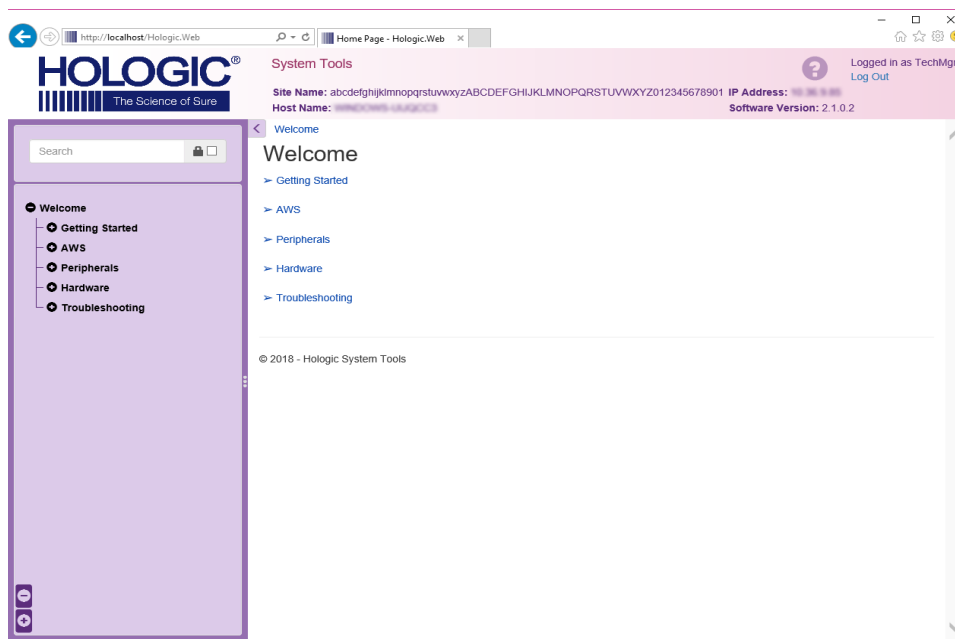 http://localhost/Hologic.Web
Home Page - Hologic.Web
HOLOGIC®
The Science of Sure
System Tools
Logged in as TechMgr
Log Out
Site Name: abcdefghijklmnopqrstuvwxyzABCDEFGHIJKLMNOPQRSTUVWXYZ012345678901 IP Address:
Host Name:
Software Version: 2.1.0.2
Search
Welcome
Getting Started
AWS
Peripherals
Hardware
Troubleshooting
Welcome
Welcome
➢ Getting Started
➢ AWS
➢ Peripherals
➢ Hardware
➢ Troubleshooting
© 2018 - Hologic System Tools